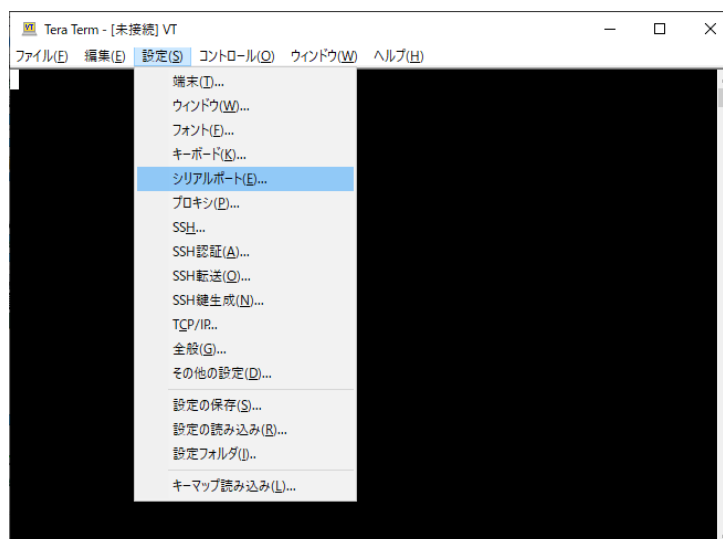 Tera Term - [未接続] VT
ファイル(F) 編集(E) 設定(S) コントロール(O) ウィンドウ(W) ヘルプ(H)
端末(T)...
ウィンドウ(W)...
フォント(F)...
キーボード(K)...
シリアルポート(E)...
プロキシ(P)...
SSH...
SSH認証(A)...
SSH転送(O)...
SSH鍵生成(N)...
TCP/IP...
全般(G)...
その他の設定(D)...
設定の保存(S)...
設定の読み込み(R)...
設定フォルダ(I)..
キーマップ読み込み(L)...